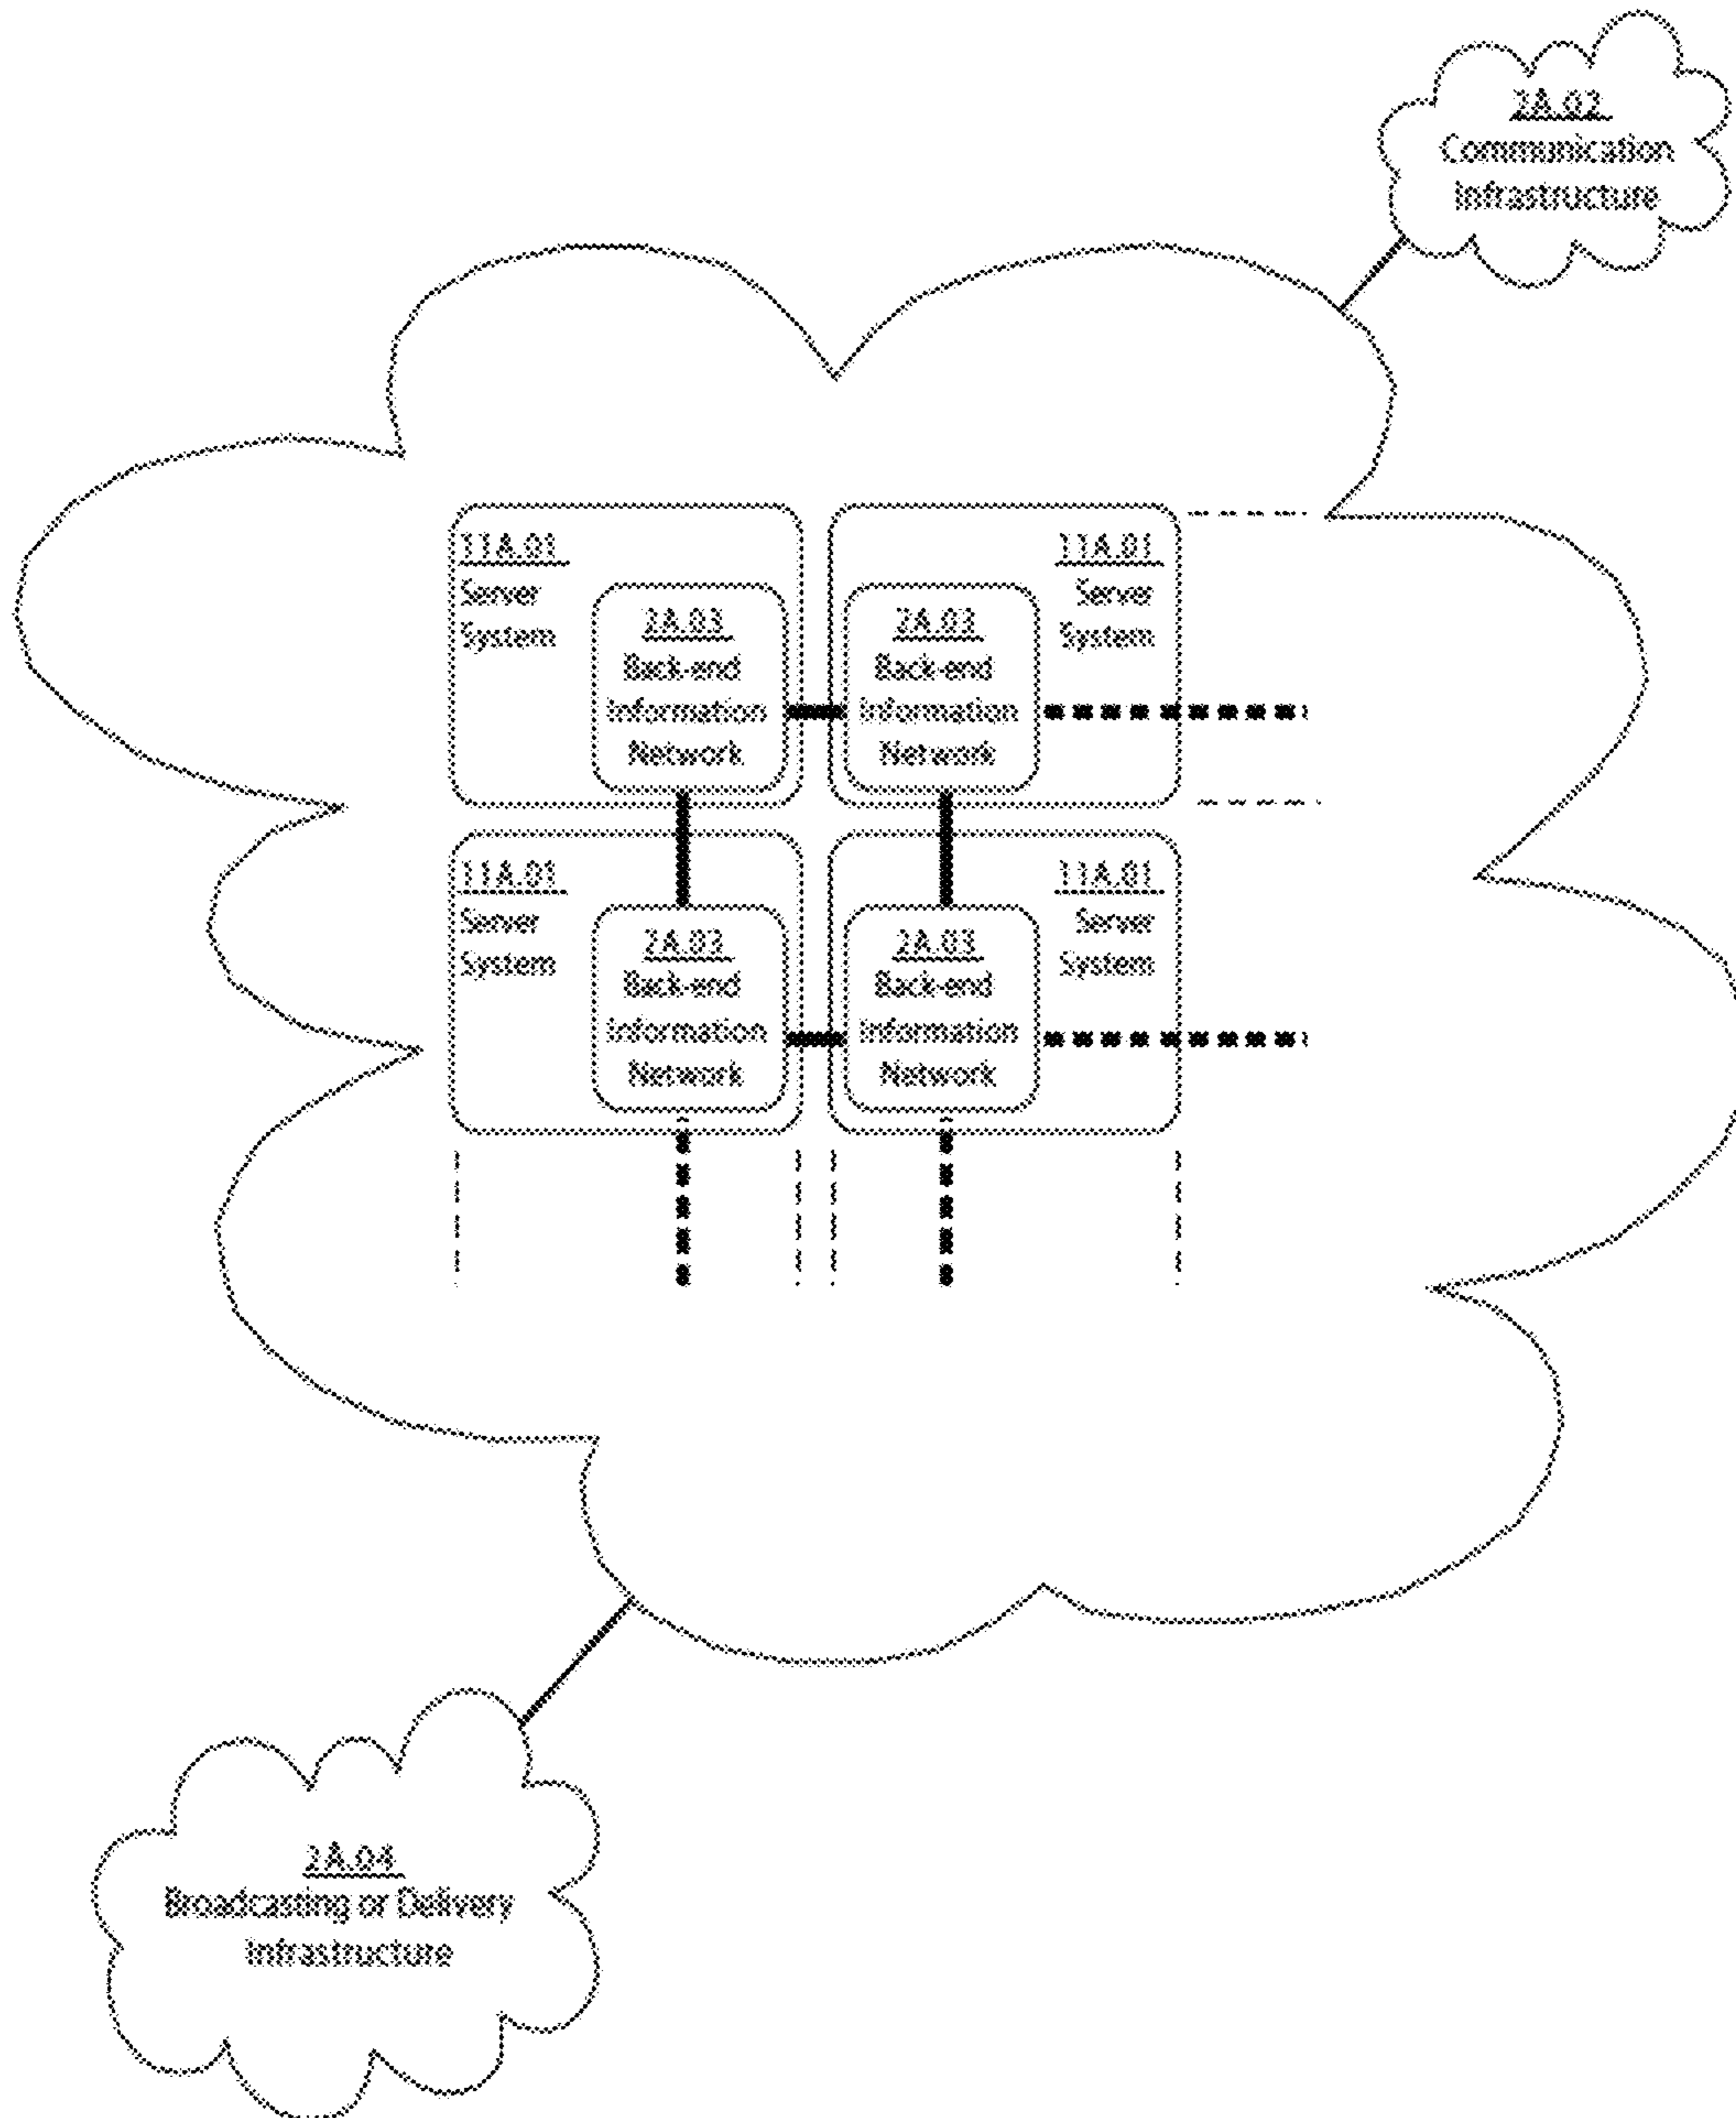 2A.02
Communication
Infrastructure
11A.01
Server
System
2A.03
Back-end
Information
Network
2A.03
Back-end
Information
Network
11A.01
Server
System
11A.01
Server
System
2A.03
Back-end
Information
Network
2A.03
Back-end
Information
Network
11A.01
Server
System
2A.04
Broadcasting or Delivery
Infrastructure